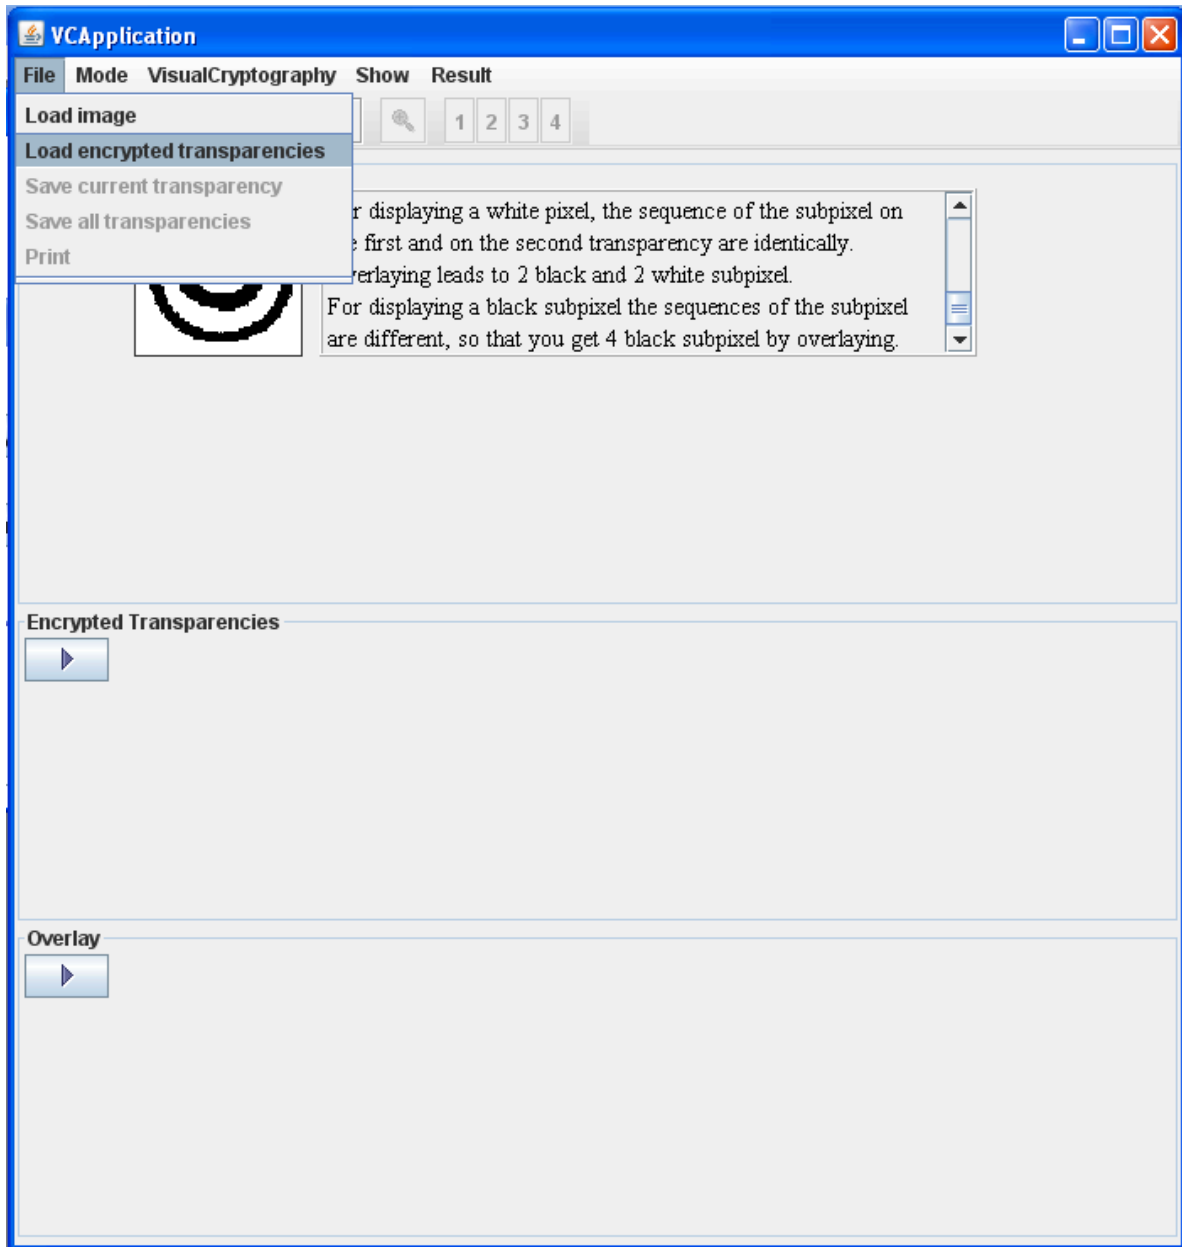 VCApplication
File Mode VisualCryptography Show Result
Load image
1 2 3 4
Load encrypted transparencies
Save current transparency
Save all transparencies
Print
displaying a white pixel, the sequence of the subpixel on
first and on the second transparency are identically.
leads to 2 black and 2 white subpixel.
For displaying a black subpixel the sequences of the subpixel
are different, so that you get 4 black subpixel by overlaying.
Encrypted Transparencies
Overlay